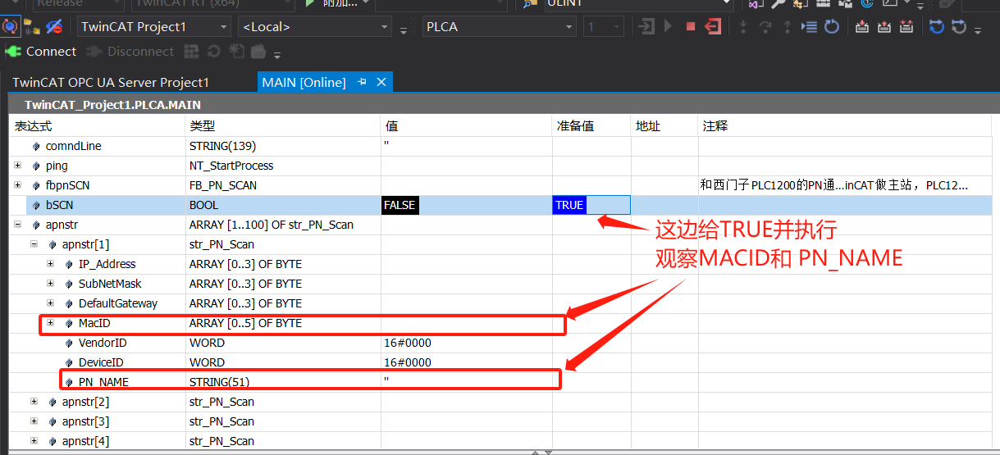 Release TwinCAT RT (x64) 附加... ULINT
TwinCAT Project1 <Local> PLCA 1
Connect Disconnect
TwinCAT OPC UA Server Project1 MAIN [Online]
TwinCAT_Project1.PLCA.MAIN
表达式 类型 值 准备值 地址 注释
comndLine STRING(139) ''
ping NT_StartProcess
fbpnSCN FB_PN_SCAN 和西门子PLC1200的PN通...inCAT做主站，PLC12...
bSCN BOOL FALSE TRUE
apnstr ARRAY [1..100] OF str_PN_Scan
这边给TRUE并执行
apnstr[1] str_PN_Scan
观察MACID和 PN_NAME
IP_Address ARRAY [0..3] OF BYTE
SubNetMask ARRAY [0..3] OF BYTE
DefaultGateway ARRAY [0..3] OF BYTE
MacID ARRAY [0..5] OF BYTE
VendorID WORD 16#0000
DeviceID WORD 16#0000
PN_NAME STRING(51) ''
apnstr[2] str_PN_Scan
apnstr[3] str_PN_Scan
apnstr[4] str_PN_Scan